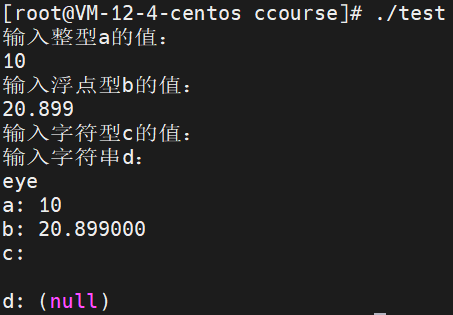 [root@VM-12-4-centos ccourse]# ./test
输入整型a的值：
10
输入浮点型b的值：
20.899
输入字符型c的值：
输入字符串d：
eye
a: 10
b: 20.899000
c:
d: (null)